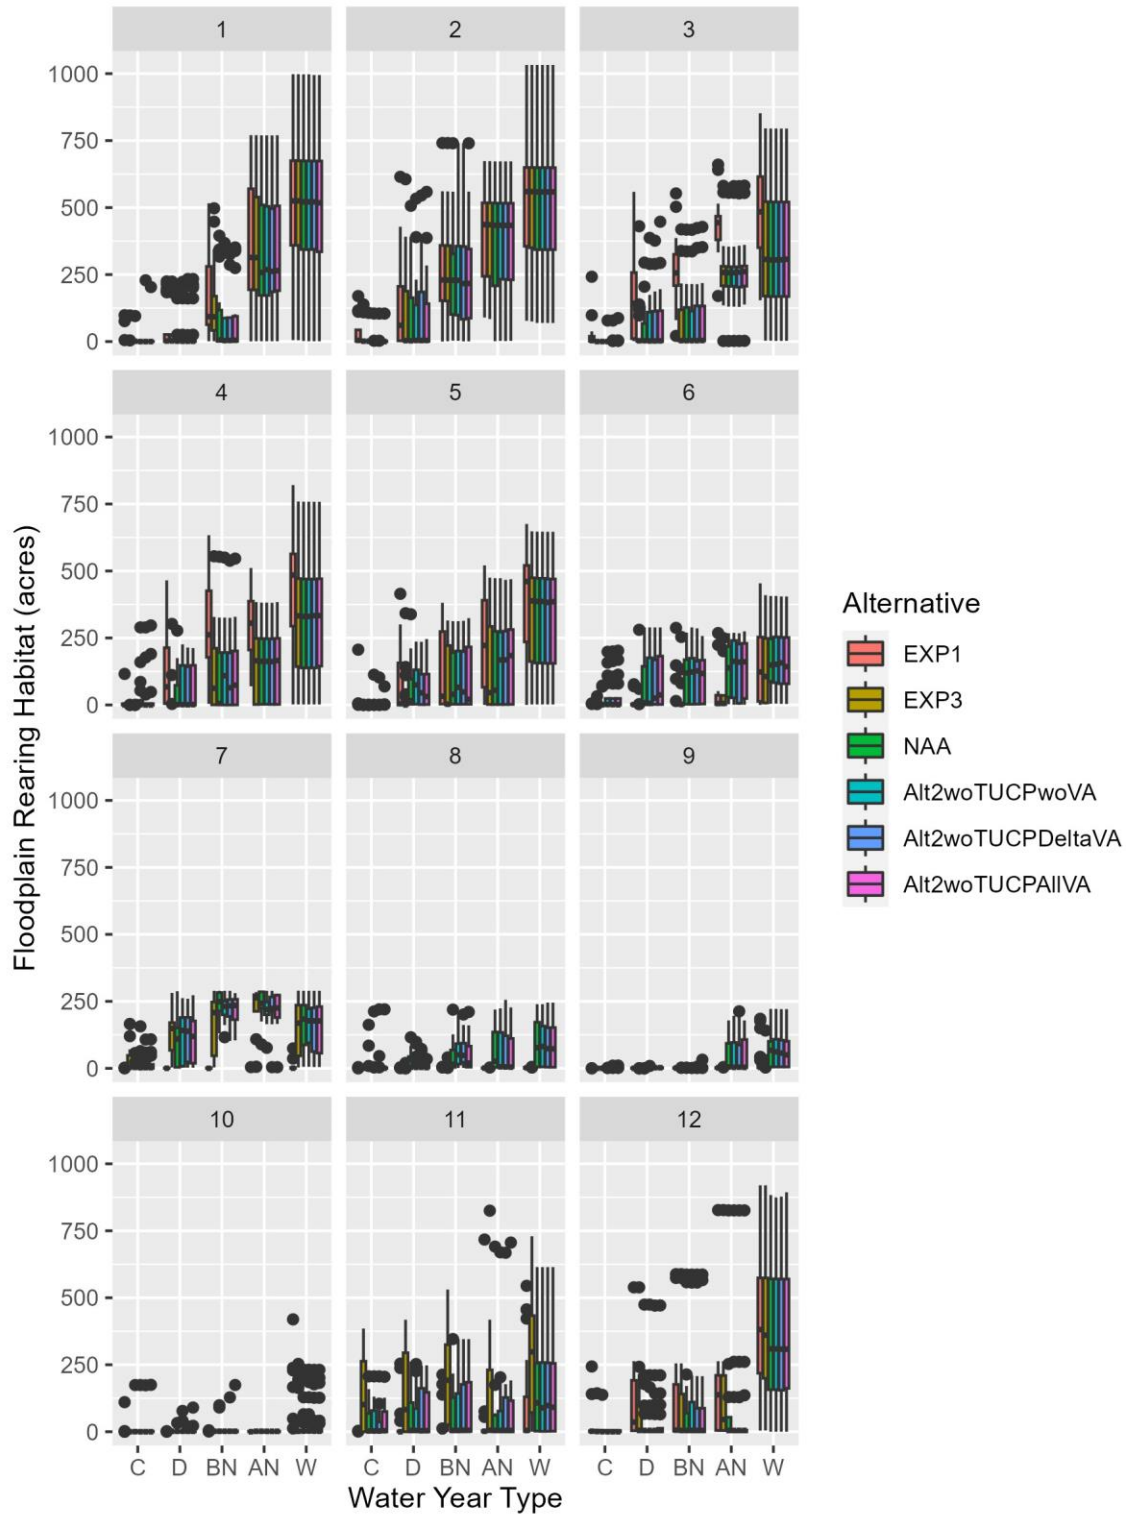 1 2 3
1000
750
500
250
0
4 5 6
1000
750
500
250
0
7 8 9
1000
750
500
250
0
10 11 12
1000
750
500
250
0
C D BN AN W C D BN AN W C D BN AN W
Water Year Type
Floodplain Rearing Habitat (acres)
Alternative
EXP1
EXP3
NAA
Alt2woTUCPwoVA
Alt2woTUCPDeltaVA
Alt2woTUCPAllVA